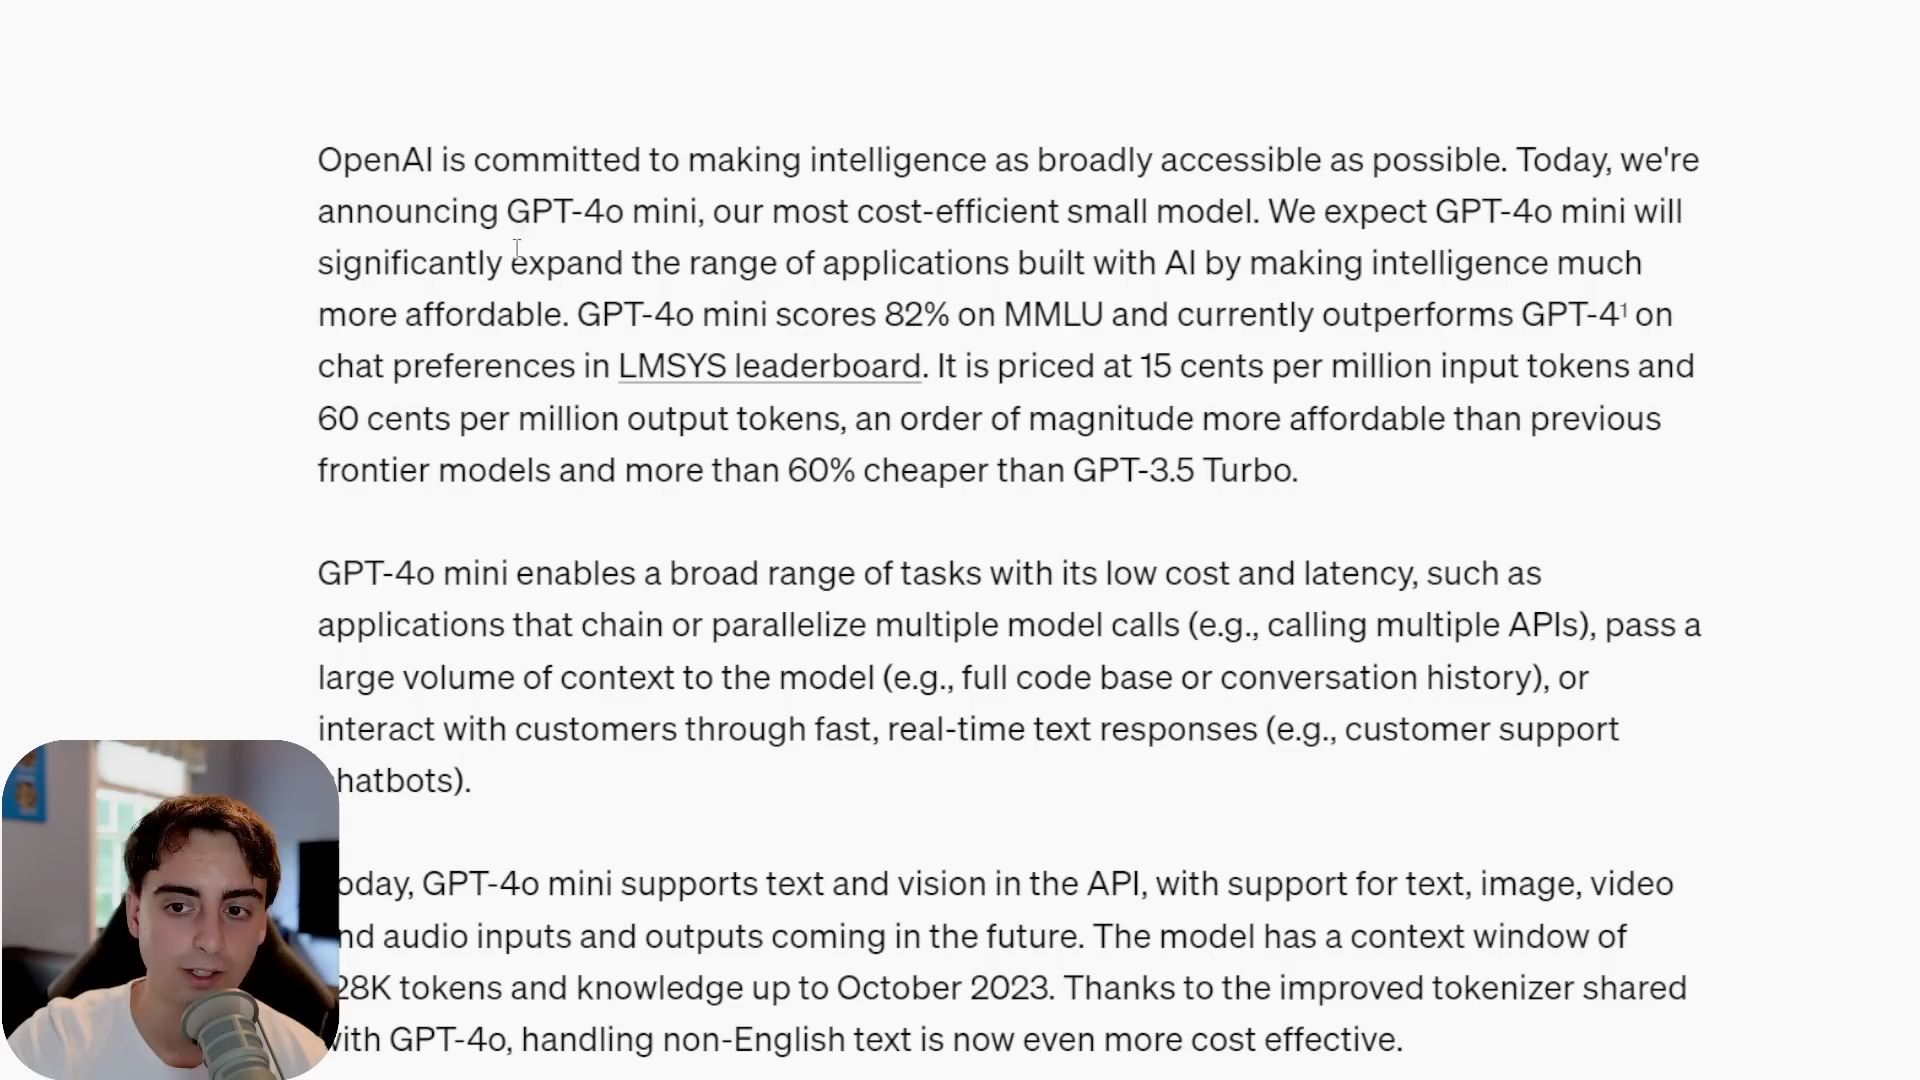 OpenAI is committed to making intelligence as broadly accessible as possible. Today, we're
announcing GPT-4o mini, our most cost-efficient small model. We expect GPT-4o mini will
significantly expand the range of applications built with AI by making intelligence much
more affordable. GPT-4o mini scores 82% on MMLU and currently outperforms GPT-4¹ on
chat preferences in LMSYS leaderboard. It is priced at 15 cents per million input tokens and
60 cents per million output tokens, an order of magnitude more affordable than previous
frontier models and more than 60% cheaper than GPT-3.5 Turbo.
GPT-4o mini enables a broad range of tasks with its low cost and latency, such as
applications that chain or parallelize multiple model calls (e.g., calling multiple APIs), pass a
large volume of context to the model (e.g., full code base or conversation history), or
interact with customers through fast, real-time text responses (e.g., customer support
hatbots).
oday, GPT-4o mini supports text and vision in the API, with support for text, image, video
nd audio inputs and outputs coming in the future. The model has a context window of
28K tokens and knowledge up to October 2023. Thanks to the improved tokenizer shared
with GPT-4o, handling non-English text is now even more cost effective.